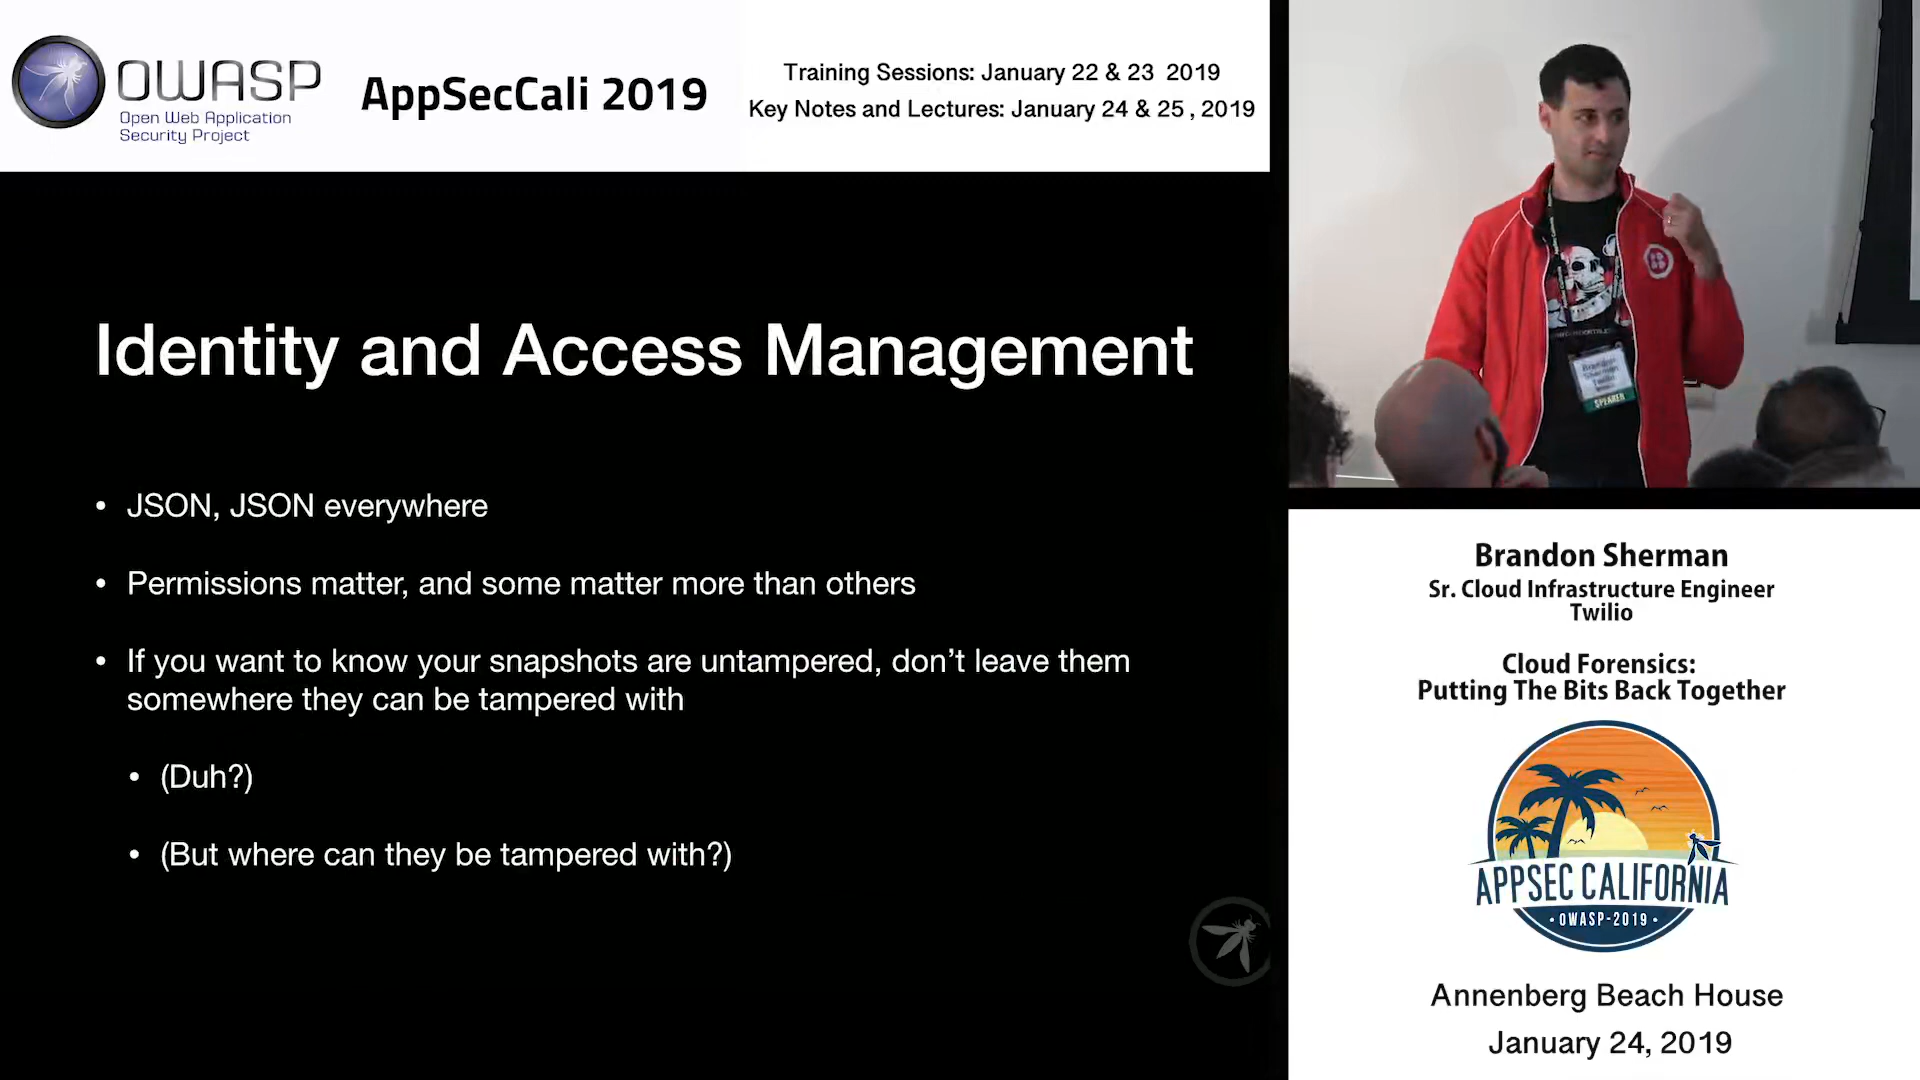 OWASP
Open Web Application
Security Project
AppSecCali 2019
Training Sessions: January 22 & 23 2019
Key Notes and Lectures: January 24 & 25 , 2019
Identity and Access Management
• JSON, JSON everywhere
• Permissions matter, and some matter more than others
• If you want to know your snapshots are untampered, don’t leave them
somewhere they can be tampered with
• (Duh?)
• (But where can they be tampered with?)
Brandon
Sherman
Twilio
SPEAKER
Brandon Sherman
Sr. Cloud Infrastructure Engineer
Twilio
Cloud Forensics:
Putting The Bits Back Together
APPSEC CALIFORNIA
• OWASP-2019 •
Annenberg Beach House
January 24, 2019